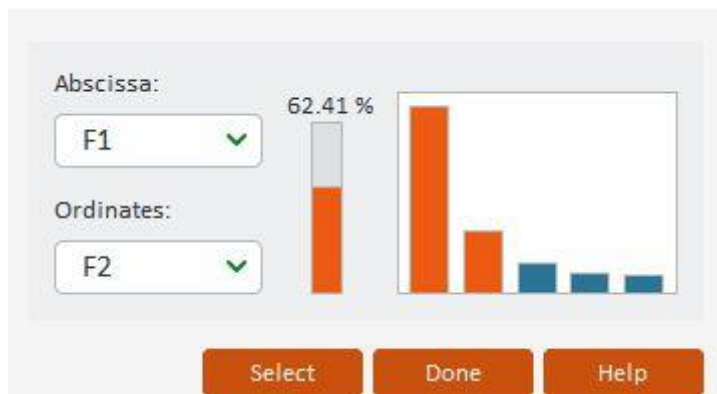 Abscissa:
F1
62.41 %
Ordinates:
F2
Select
Done
Help